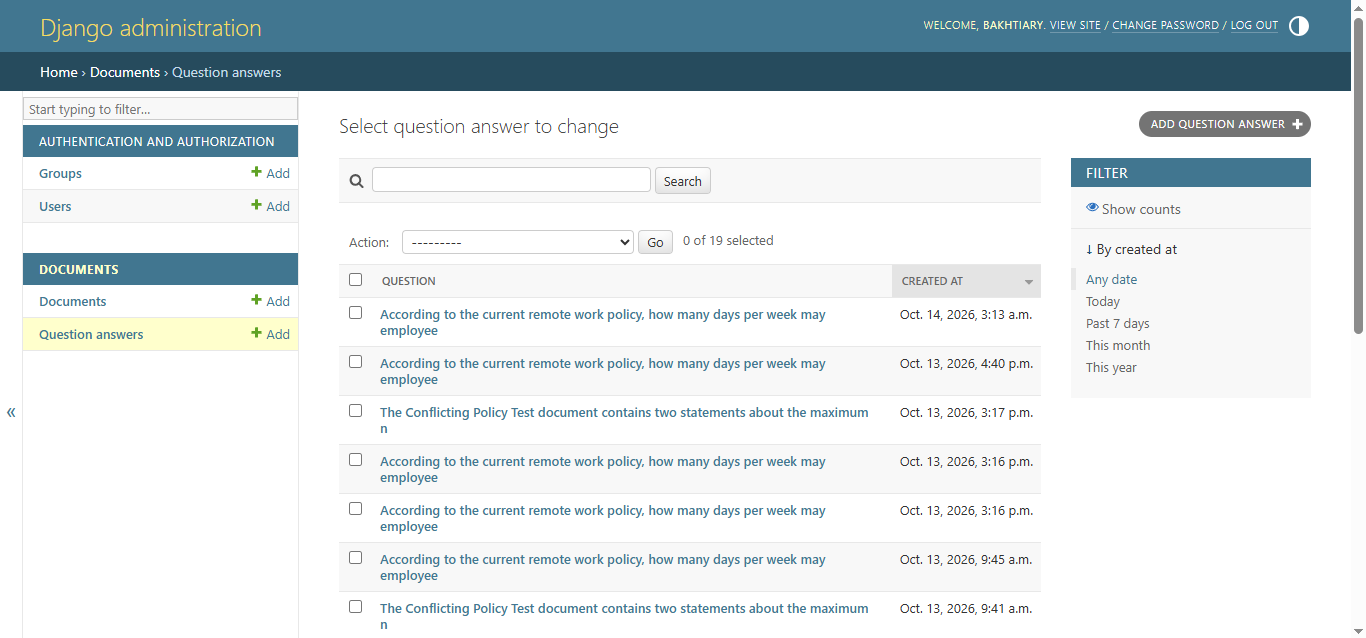 Django administration
WELCOME, BAKHTIARY. VIEW SITE / CHANGE PASSWORD / LOG OUT
Home › Documents › Question answers
Start typing to filter...
AUTHENTICATION AND AUTHORIZATION
Groups + Add
Users + Add
DOCUMENTS
Documents + Add
Question answers + Add
«
Select question answer to change
ADD QUESTION ANSWER +
Search
Action: --------- Go 0 of 19 selected
QUESTION CREATED AT
According to the current remote work policy, how many days per week may Oct. 14, 2026, 3:13 a.m.
employee
According to the current remote work policy, how many days per week may Oct. 13, 2026, 4:40 p.m.
employee
The Conflicting Policy Test document contains two statements about the maximum Oct. 13, 2026, 3:17 p.m.
n
According to the current remote work policy, how many days per week may Oct. 13, 2026, 3:16 p.m.
employee
According to the current remote work policy, how many days per week may Oct. 13, 2026, 3:16 p.m.
employee
According to the current remote work policy, how many days per week may Oct. 13, 2026, 9:45 a.m.
employee
The Conflicting Policy Test document contains two statements about the maximum Oct. 13, 2026, 9:41 a.m.
n
FILTER
Show counts
↓ By created at
Any date
Today
Past 7 days
This month
This year